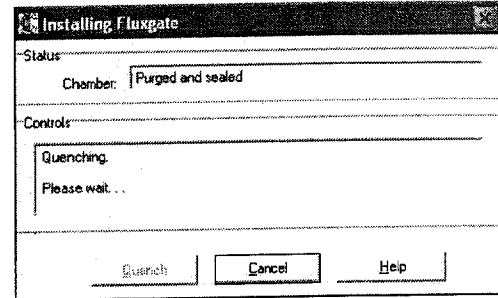 Installing Fluxgate
Status
Chamber: Purged and sealed
Controls
Quenching.
Please wait. . .
Quench Cancel Help